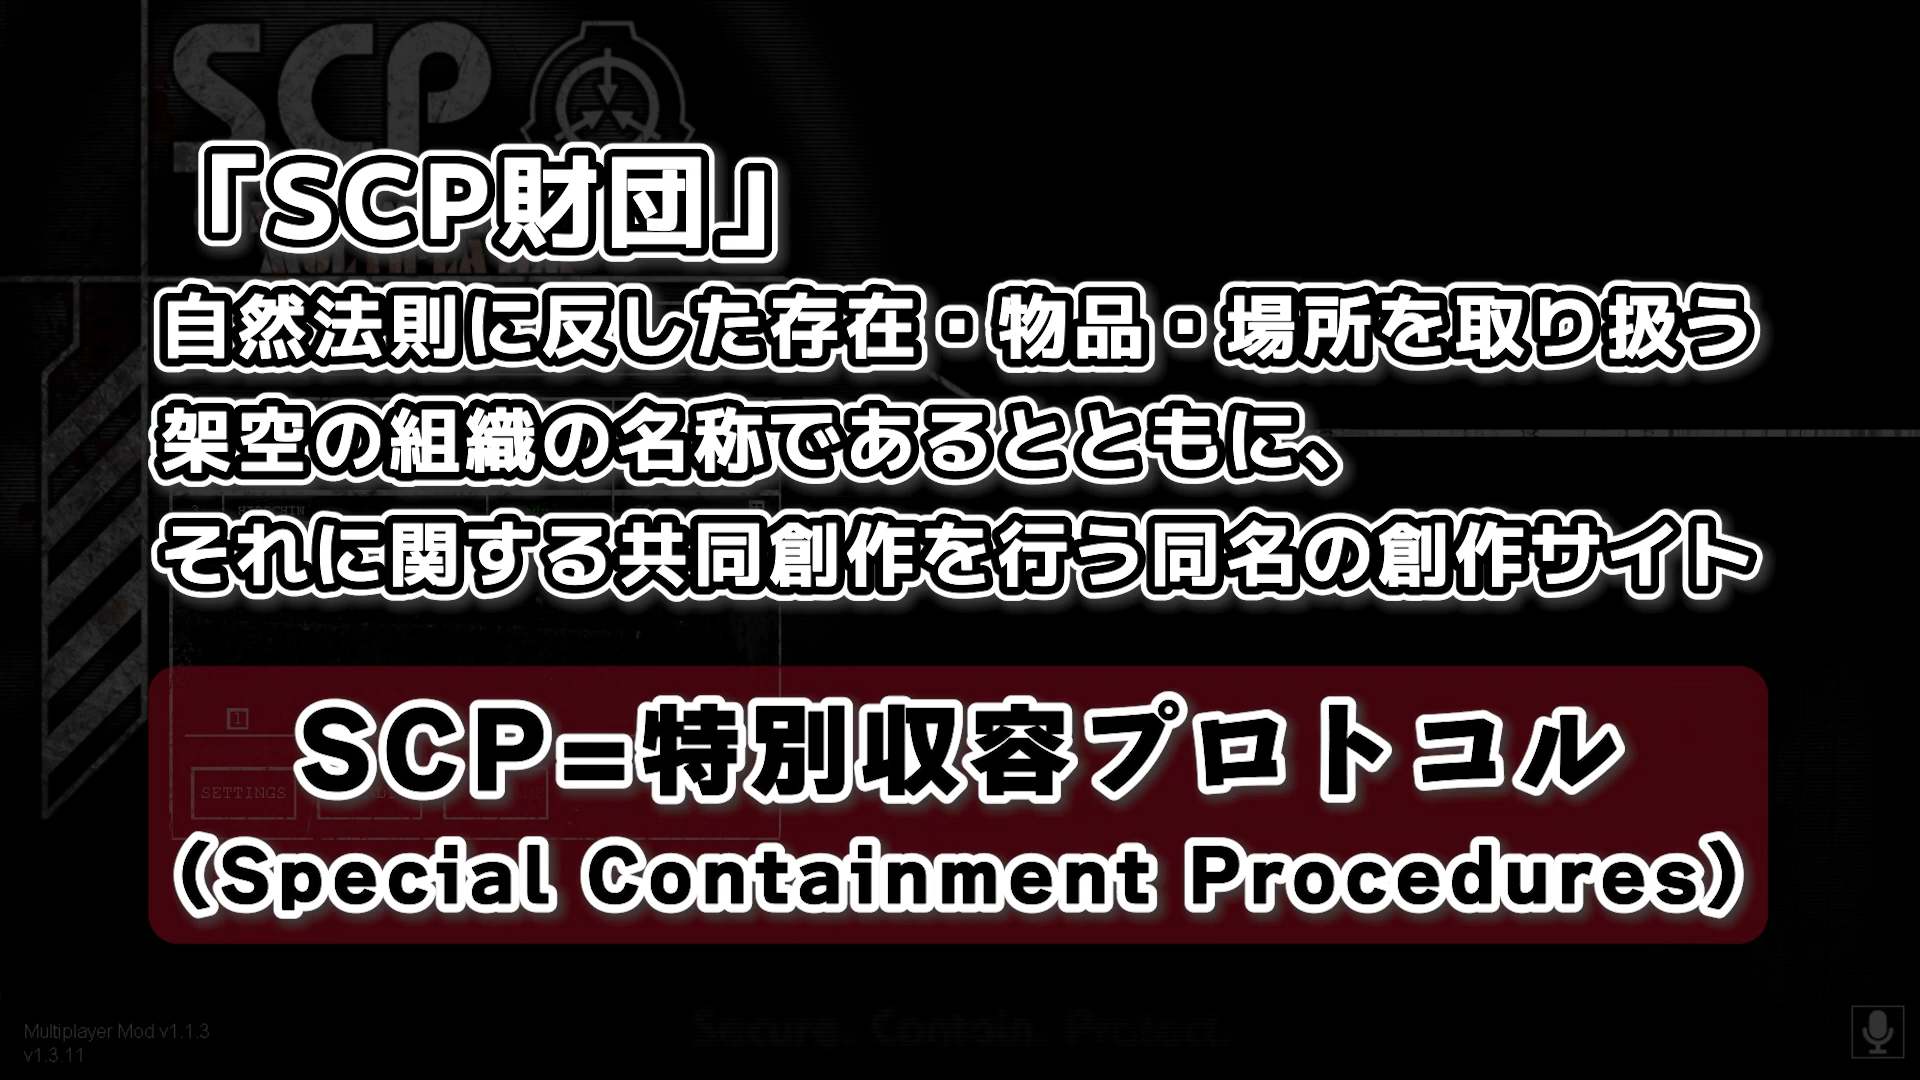 SCP
「SCP財団」
自然法則に反した存在・物品・場所を取り扱う
架空の組織の名称であるとともに、
それに関する共同創作を行う同名の創作サイト
1
SCP=特別収容プロトコル
SETTINGS
(Special Containment Procedures)
Secure. Contain. Protect.
Multiplayer Mod v1.1.3
v1.3.11